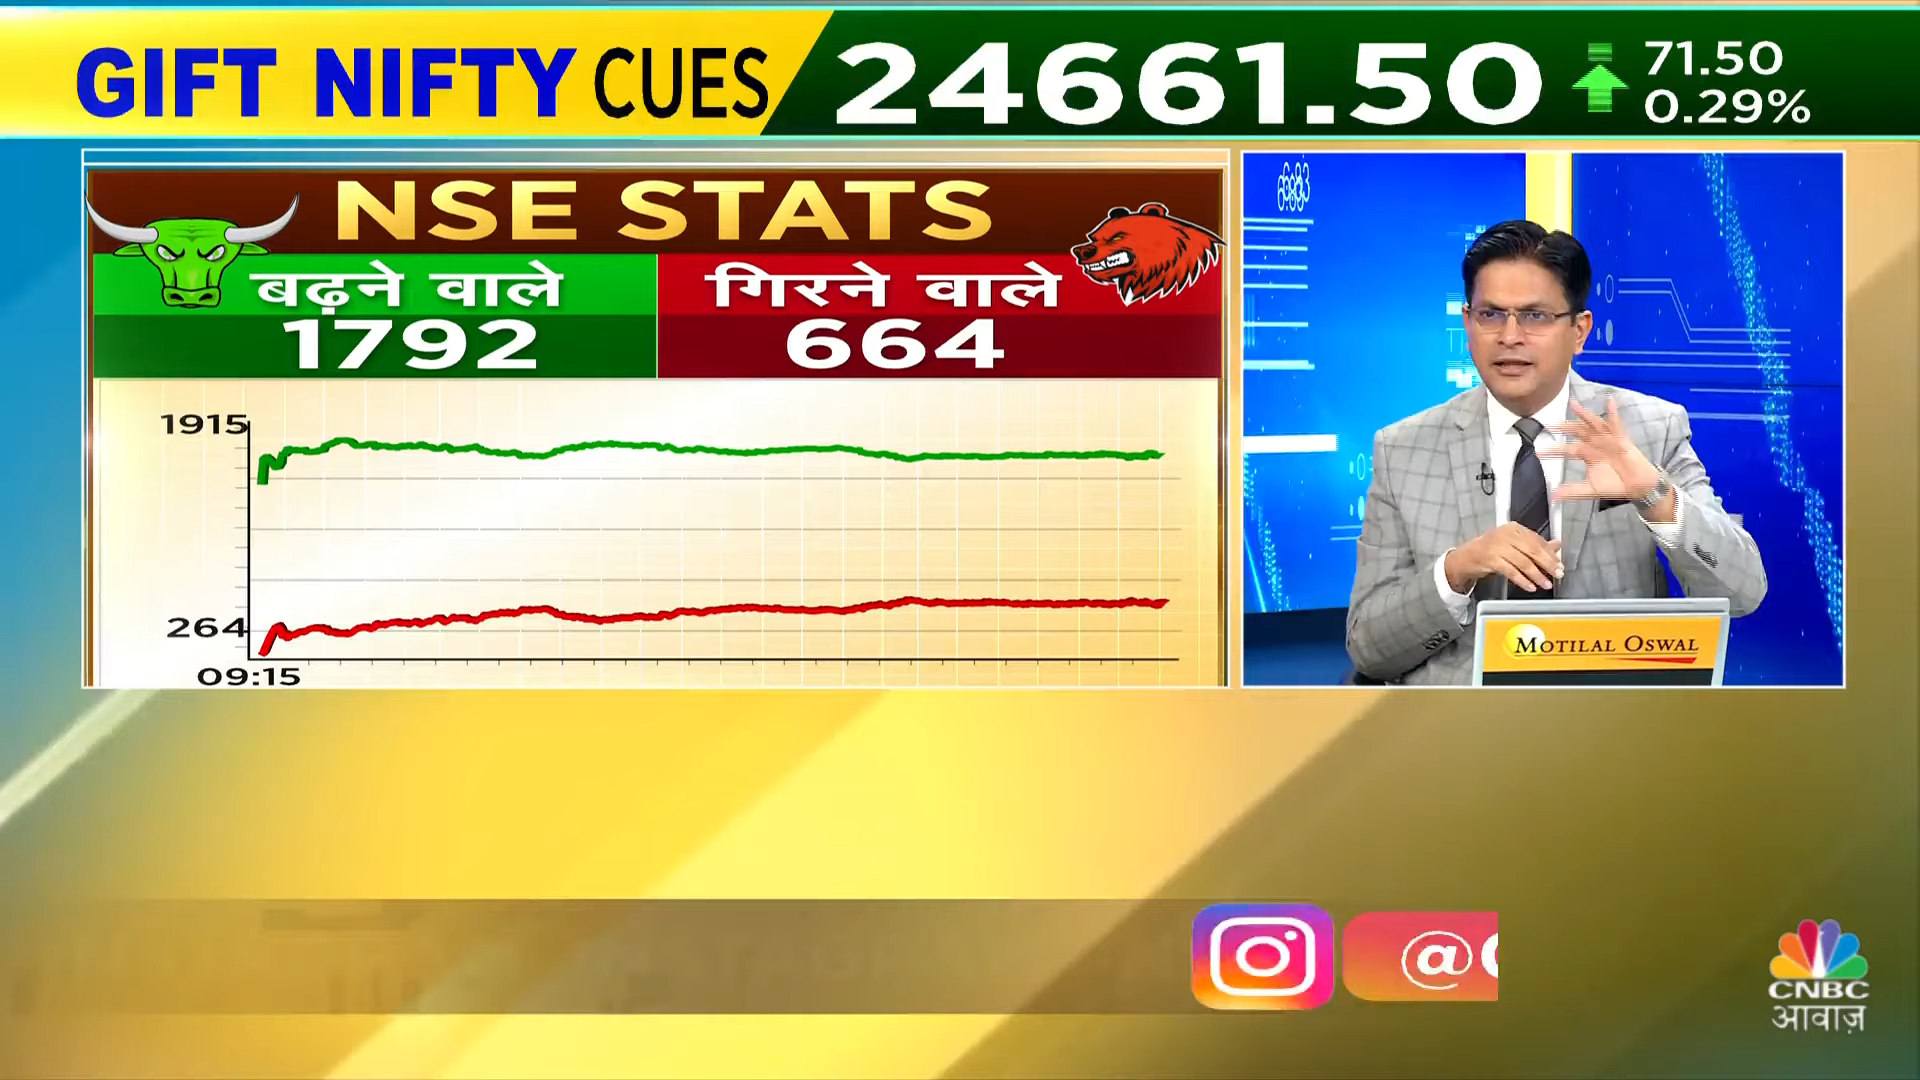 GIFT NIFTY CUES
24661.50
71.50
0.29%
NSE STATS
बढ़ने वाले
1792
गिरने वाले
664
1915
264
09:15
MOTILAL OSWAL
@
CNBC
आवाज़